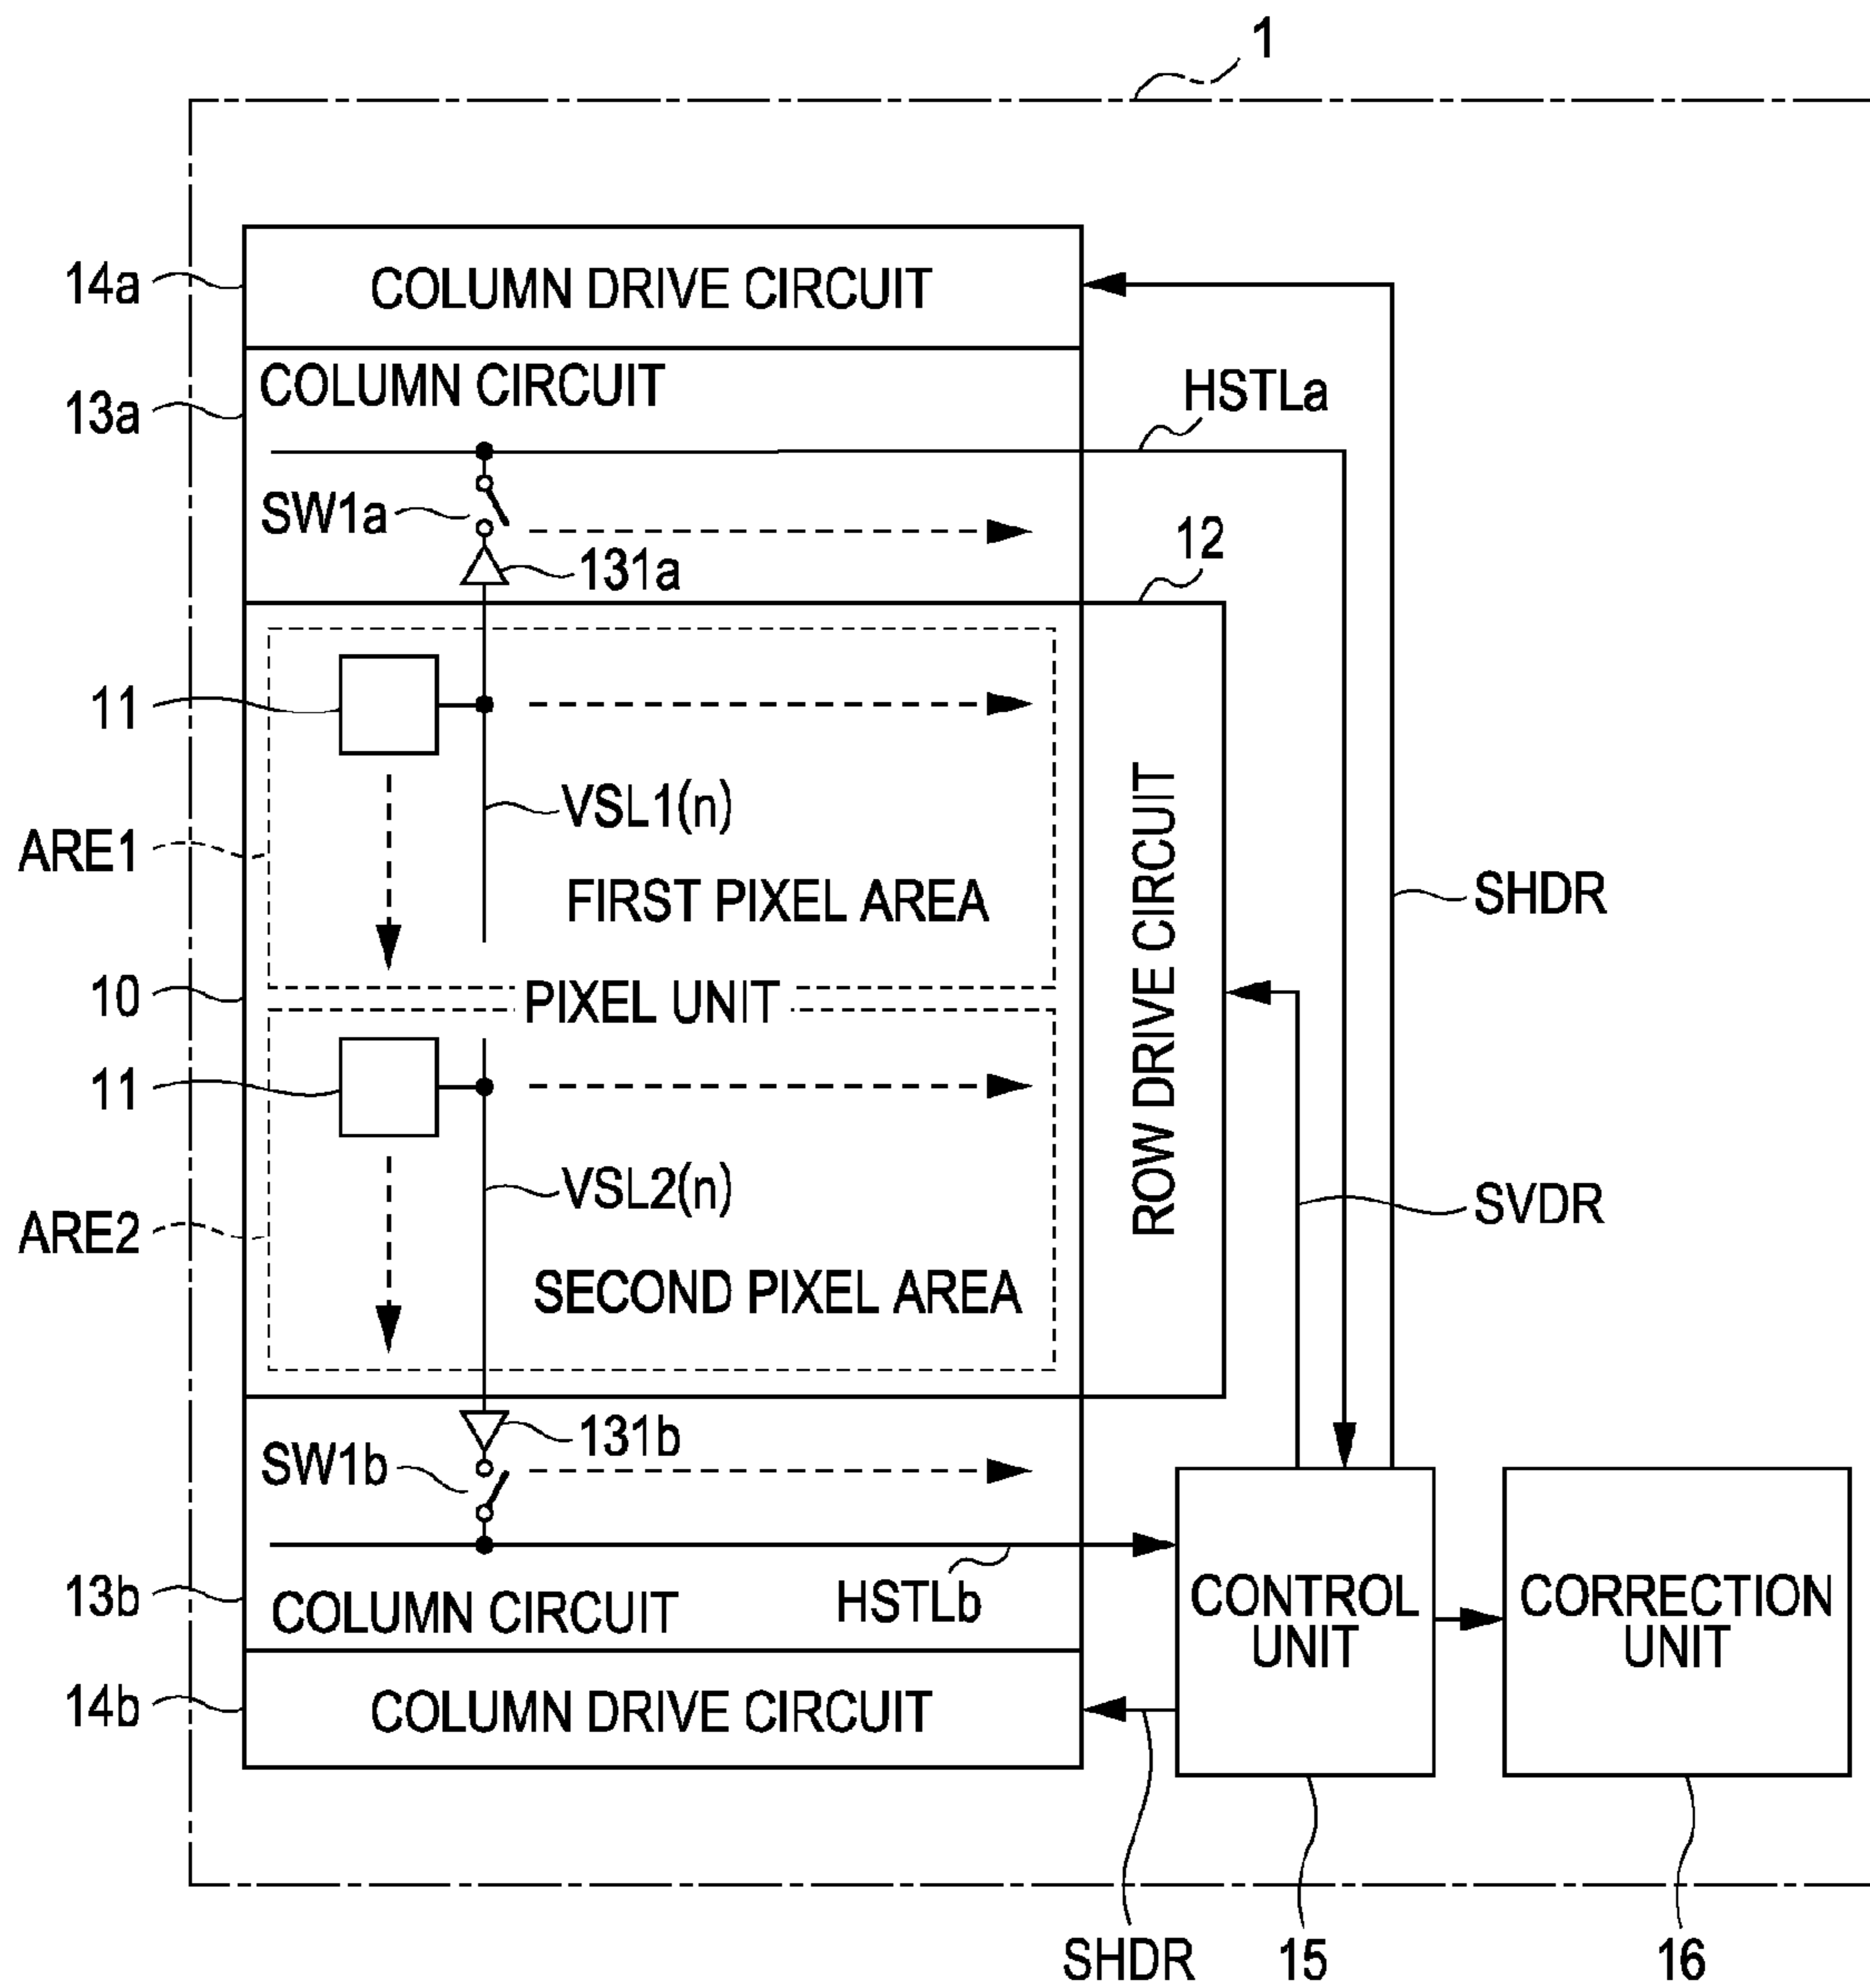 1
14a
COLUMN DRIVE CIRCUIT
COLUMN CIRCUIT
13a
HSTLa
SW1a
12
131a
11
VSL1(n)
ARE1
FIRST PIXEL AREA
ROW DRIVE CIRCUIT
SHDR
10
PIXEL UNIT
11
VSL2(n)
SVDR
ARE2
SECOND PIXEL AREA
131b
SW1b
13b
COLUMN CIRCUIT
HSTLb
CONTROL
UNIT
CORRECTION
UNIT
14b
COLUMN DRIVE CIRCUIT
SHDR
15
16